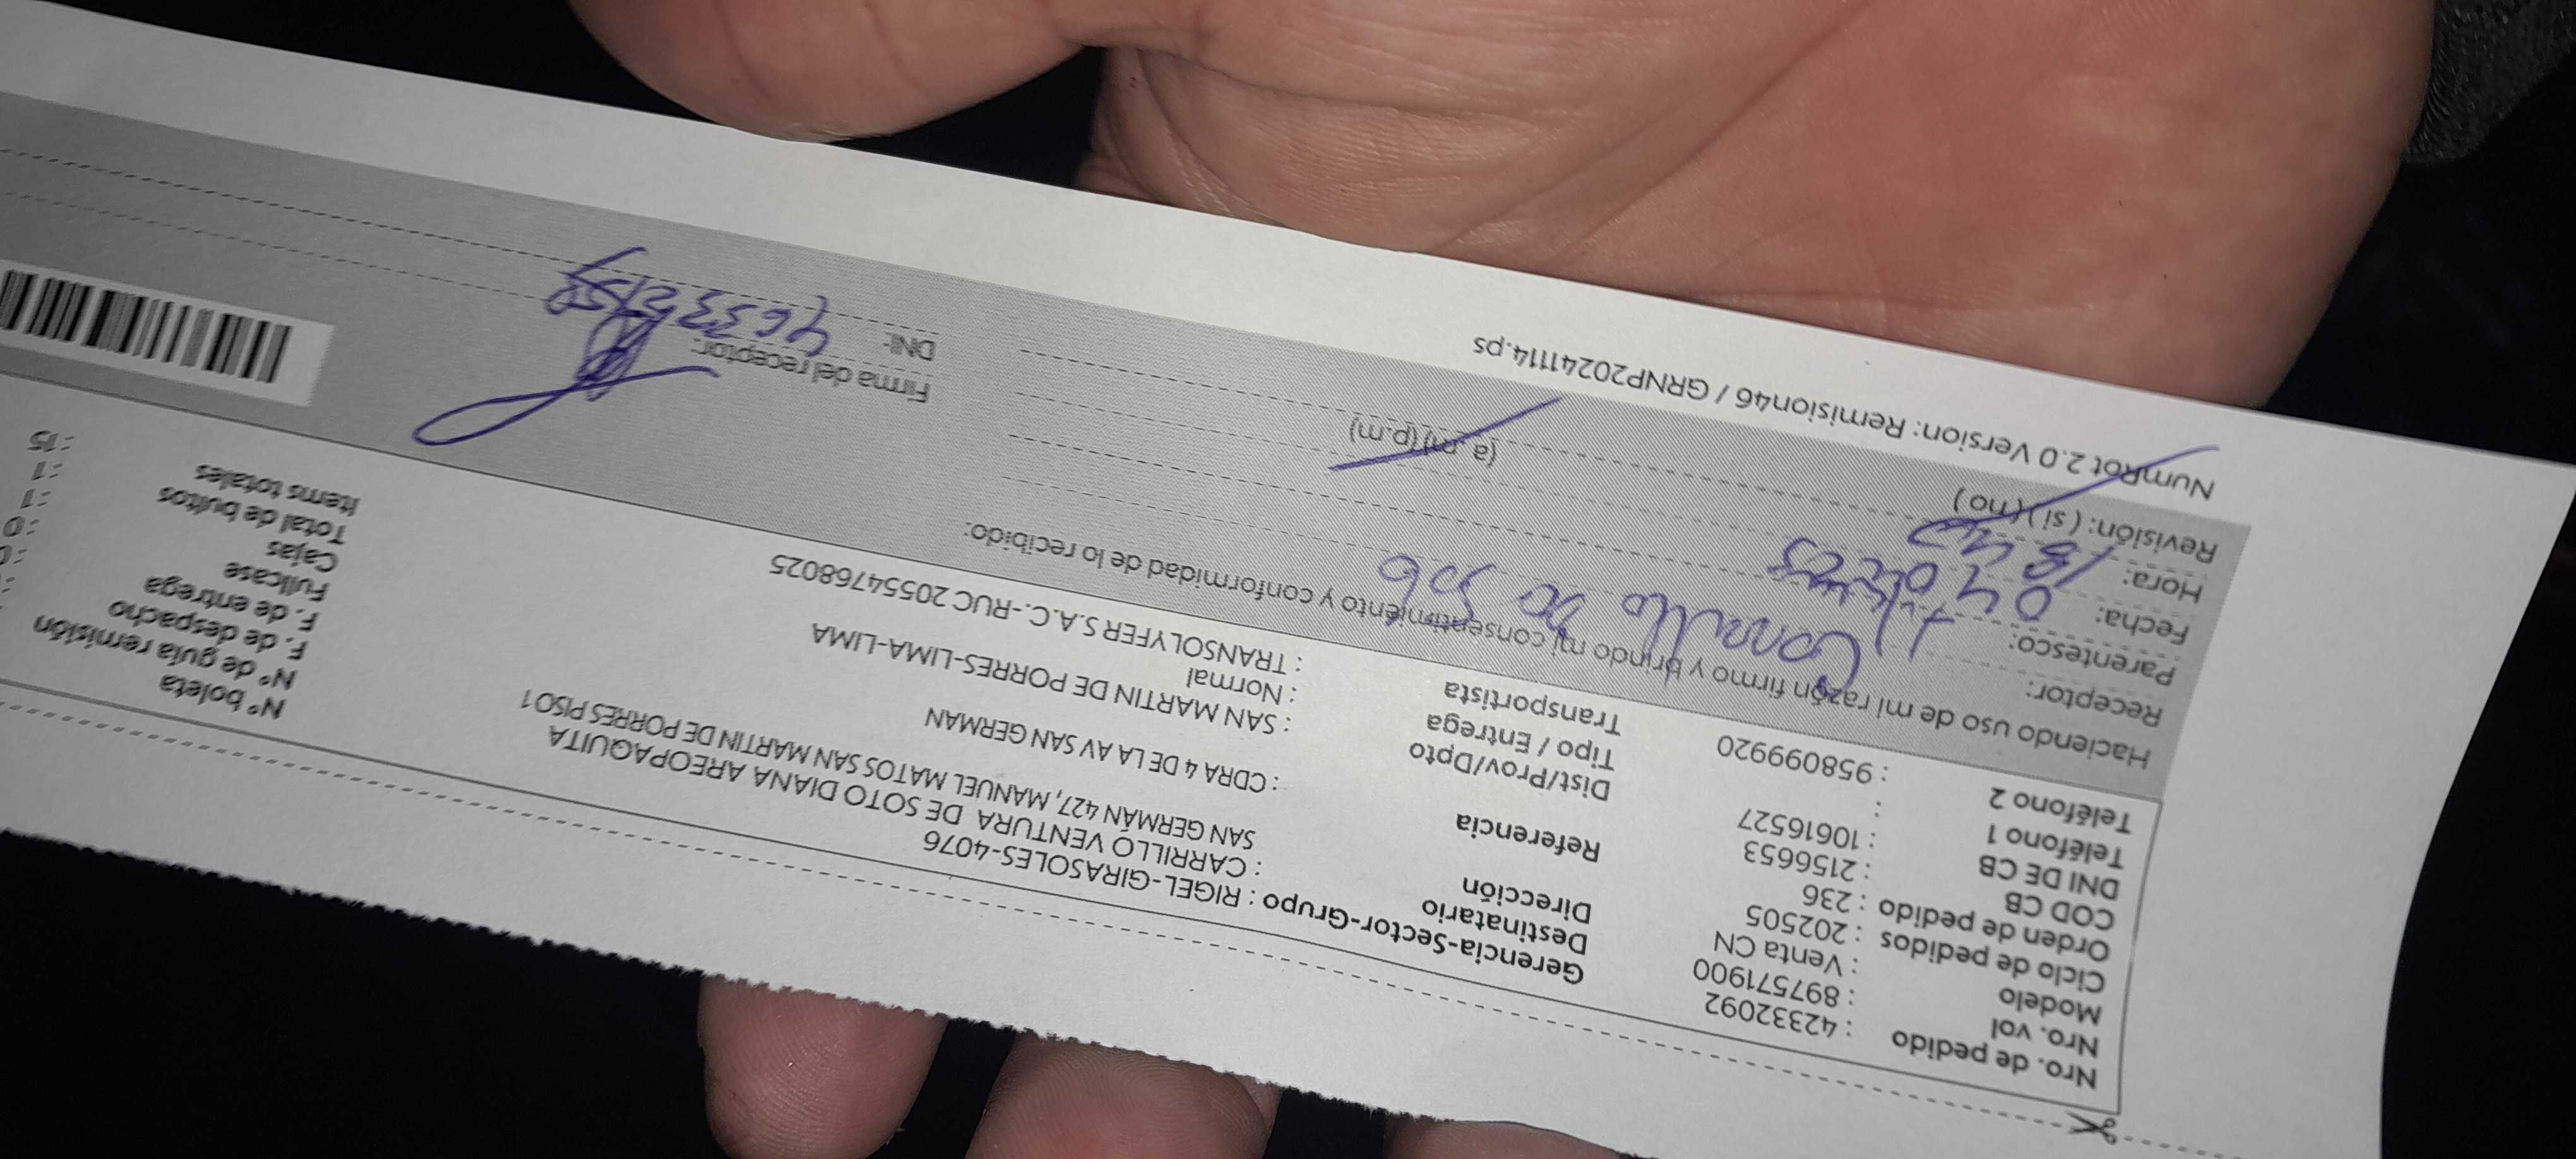 Nro. de pedido : 42332092
Nro. vol : 897571900
Modelo : Venta CN
Ciclo de pedidos : 202505
Orden de pedido : 236
COD CB : 2156653
DNI DE CB : 10616527
Teléfono 1 :
Teléfono 2 : 958099920
Gerencia-Sector-Grupo : RIGEL-GIRASOLES-4076
Destinatario : CARRILLO VENTURA DE SOTO DIANA AREOPAQUITA
Dirección SAN GERMÁN 427, MANUEL MATOS SAN MARTIN DE PORRES PISO 1
Referencia : CDRA 4 DE LA AV SAN GERMAN
Dist/Prov/Dpto : SAN MARTIN DE PORRES-LIMA-LIMA
Tipo / Entrega : Normal
Transportista : TRANSOLYFER S.A.C.-RUC 20554768025
Nº boleta
Nº de guía remisión
F. de despacho
F. de entrega
Fullcase :0
Cajas :1
Total de bultos :1
Items totales :15
Haciendo uso de mi razón firmo y brindo mi consentimiento y conformidad de lo recibido:
Receptor:
Parentesco:
Fecha:
Hora: (a.m) (p.m)
Revisión: ( si ) ( no )
Firma del receptor:
DNI:
NumRot 2.0 Version: Remision46 / GRNP20241114.ps